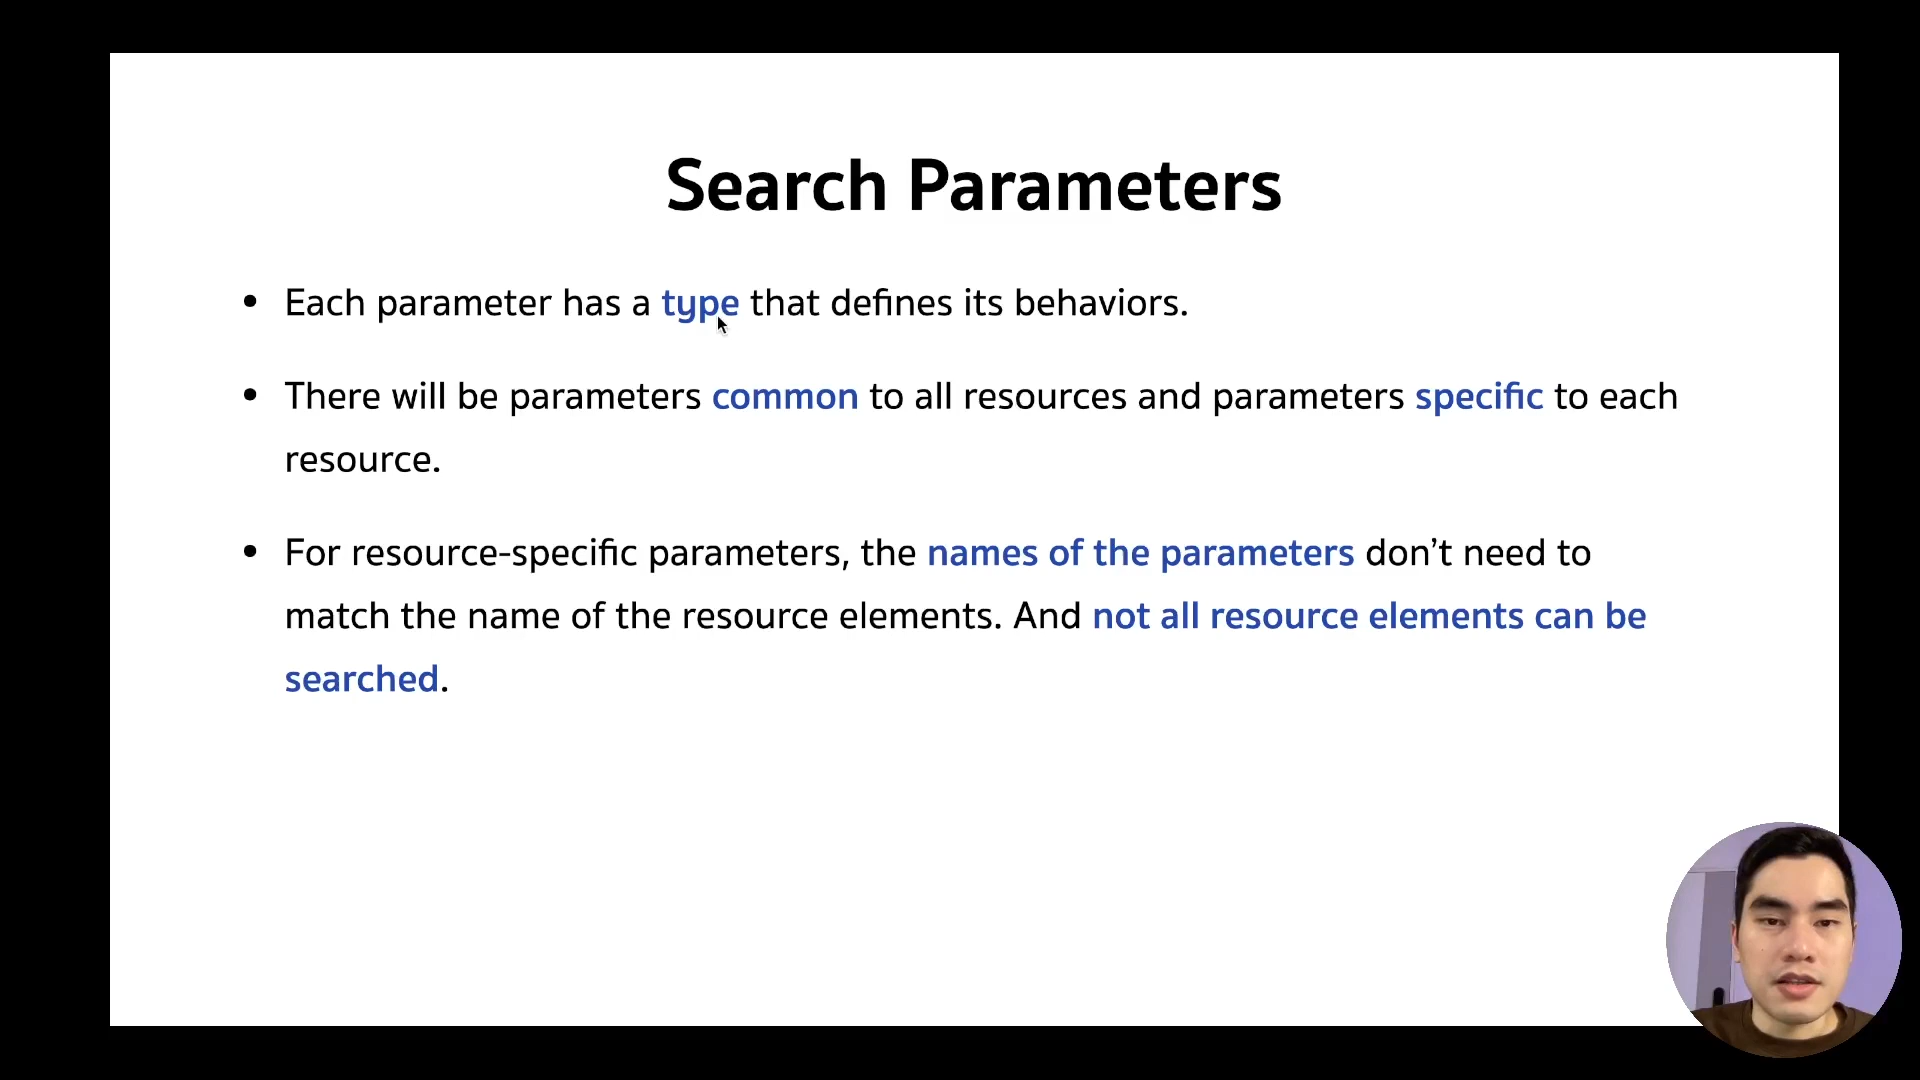 Search Parameters
• Each parameter has a type that defines its behaviors.
• There will be parameters common to all resources and parameters specific to each
resource.
• For resource-specific parameters, the names of the parameters don’t need to
match the name of the resource elements. And not all resource elements can be
searched.